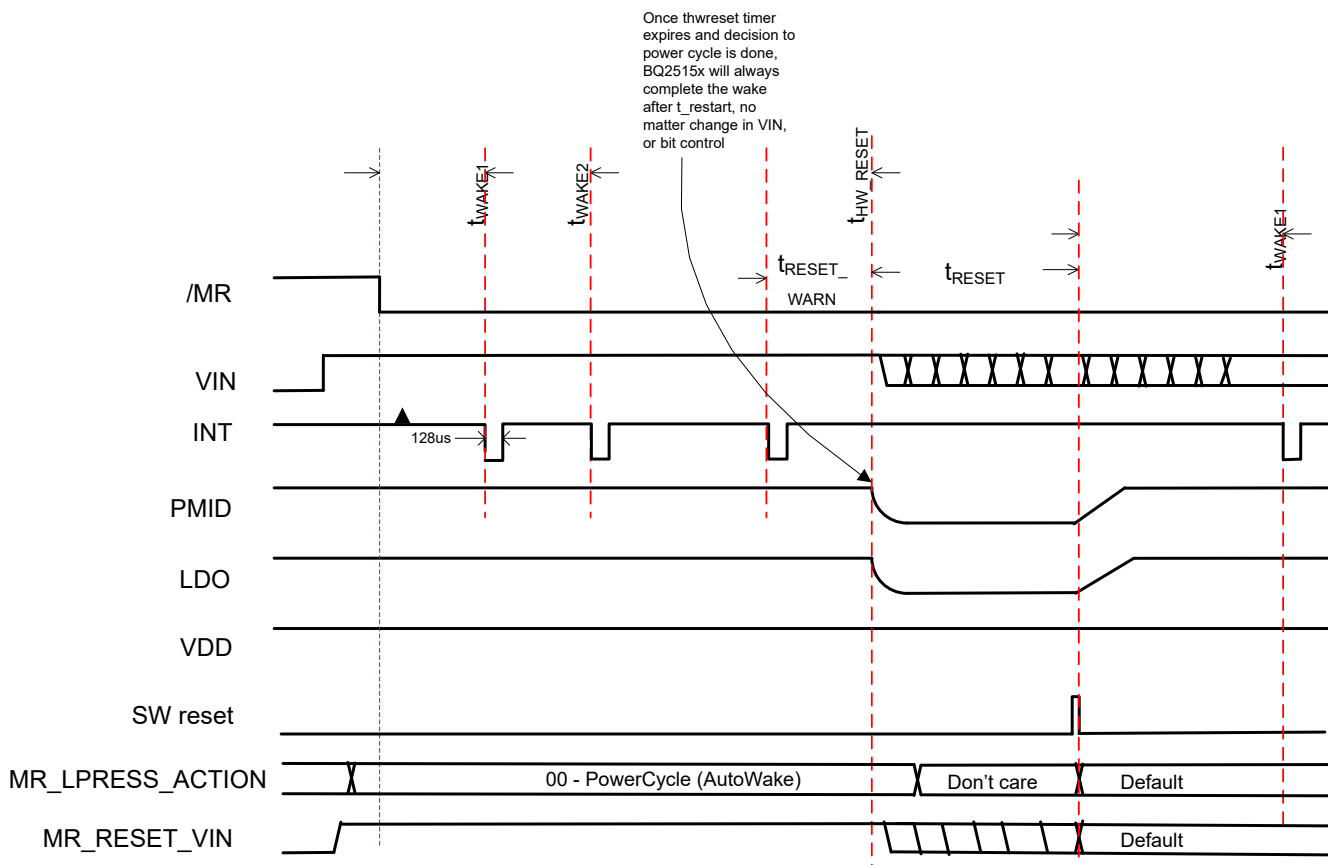 Once thwreset timer
expires and decision to
power cycle is done,
BQ2515x will always
complete the wake
after t_restart, no
matter change in VIN,
or bit control
tWAKE1
tWAKE2
tHW_RESET
tWAKE1
tRESET_
WARN
tRESET
/MR
VIN
INT
128us
PMID
LDO
VDD
SW reset
MR_LPRESS_ACTION
00 - PowerCycle (AutoWake)
Don't care
Default
MR_RESET_VIN
Default